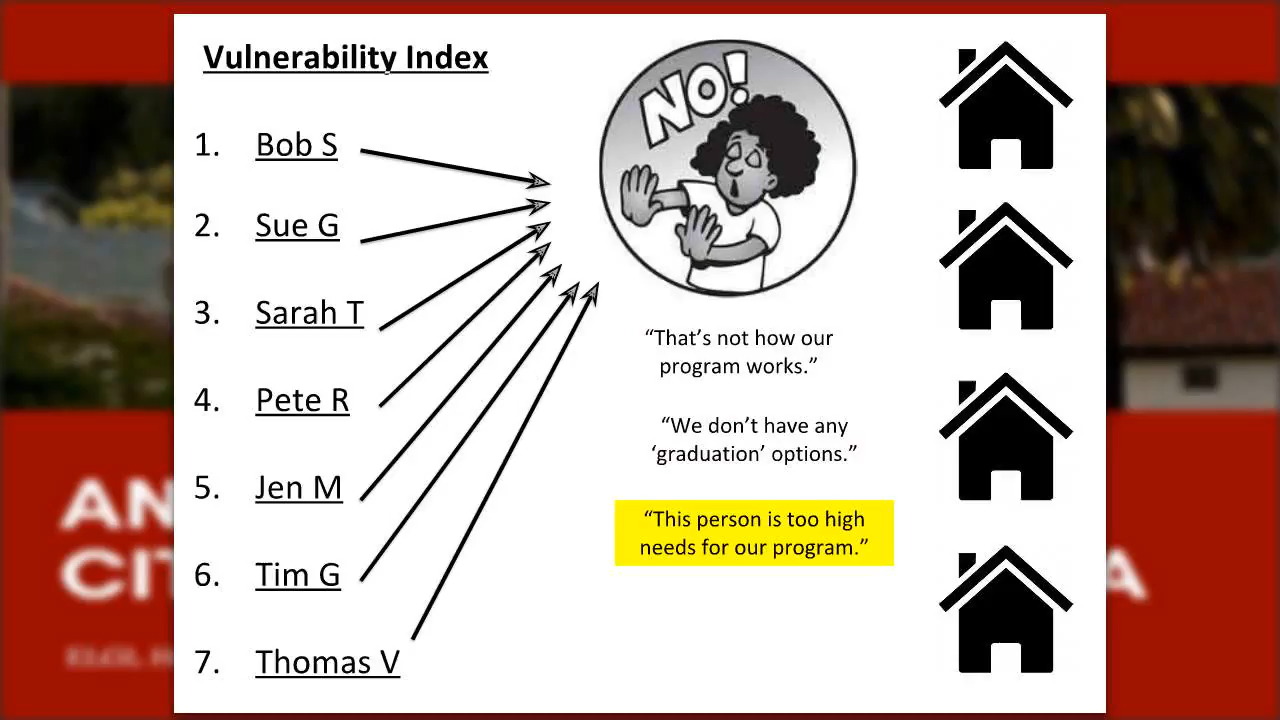 Vulnerability Index
NO!
1. Bob S
2. Sue G
3. Sarah T
4. Pete R
5. Jen M
6. Tim G
7. Thomas V
“That’s not how our
program works.”
“We don’t have any
‘graduation’ options.”
“This person is too high
needs for our program.”
AN
CIT
A